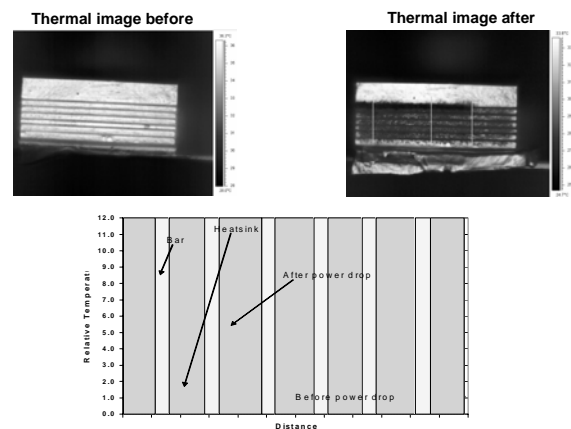 Thermal image before
Thermal image after
12.0
11.0
10.0
9.0
8.0
7.0
6.0
5.0
4.0
3.0
2.0
1.0
0.0
Relative Temperat
Bar
Heatsink
After power drop
Before power drop
Distance